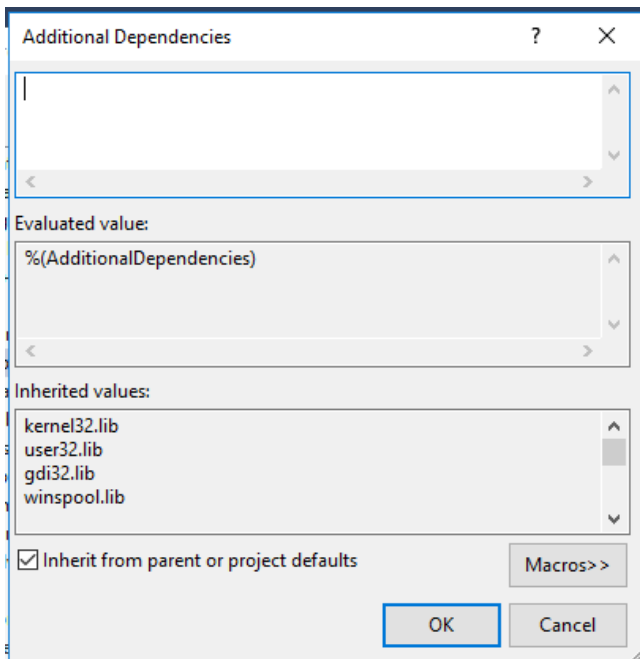 Additional Dependencies
Evaluated value:
%(AdditionalDependencies)
Inherited values:
kernel32.lib
user32.lib
gdi32.lib
winspool.lib
Inherit from parent or project defaults
Macros>>
OK
Cancel